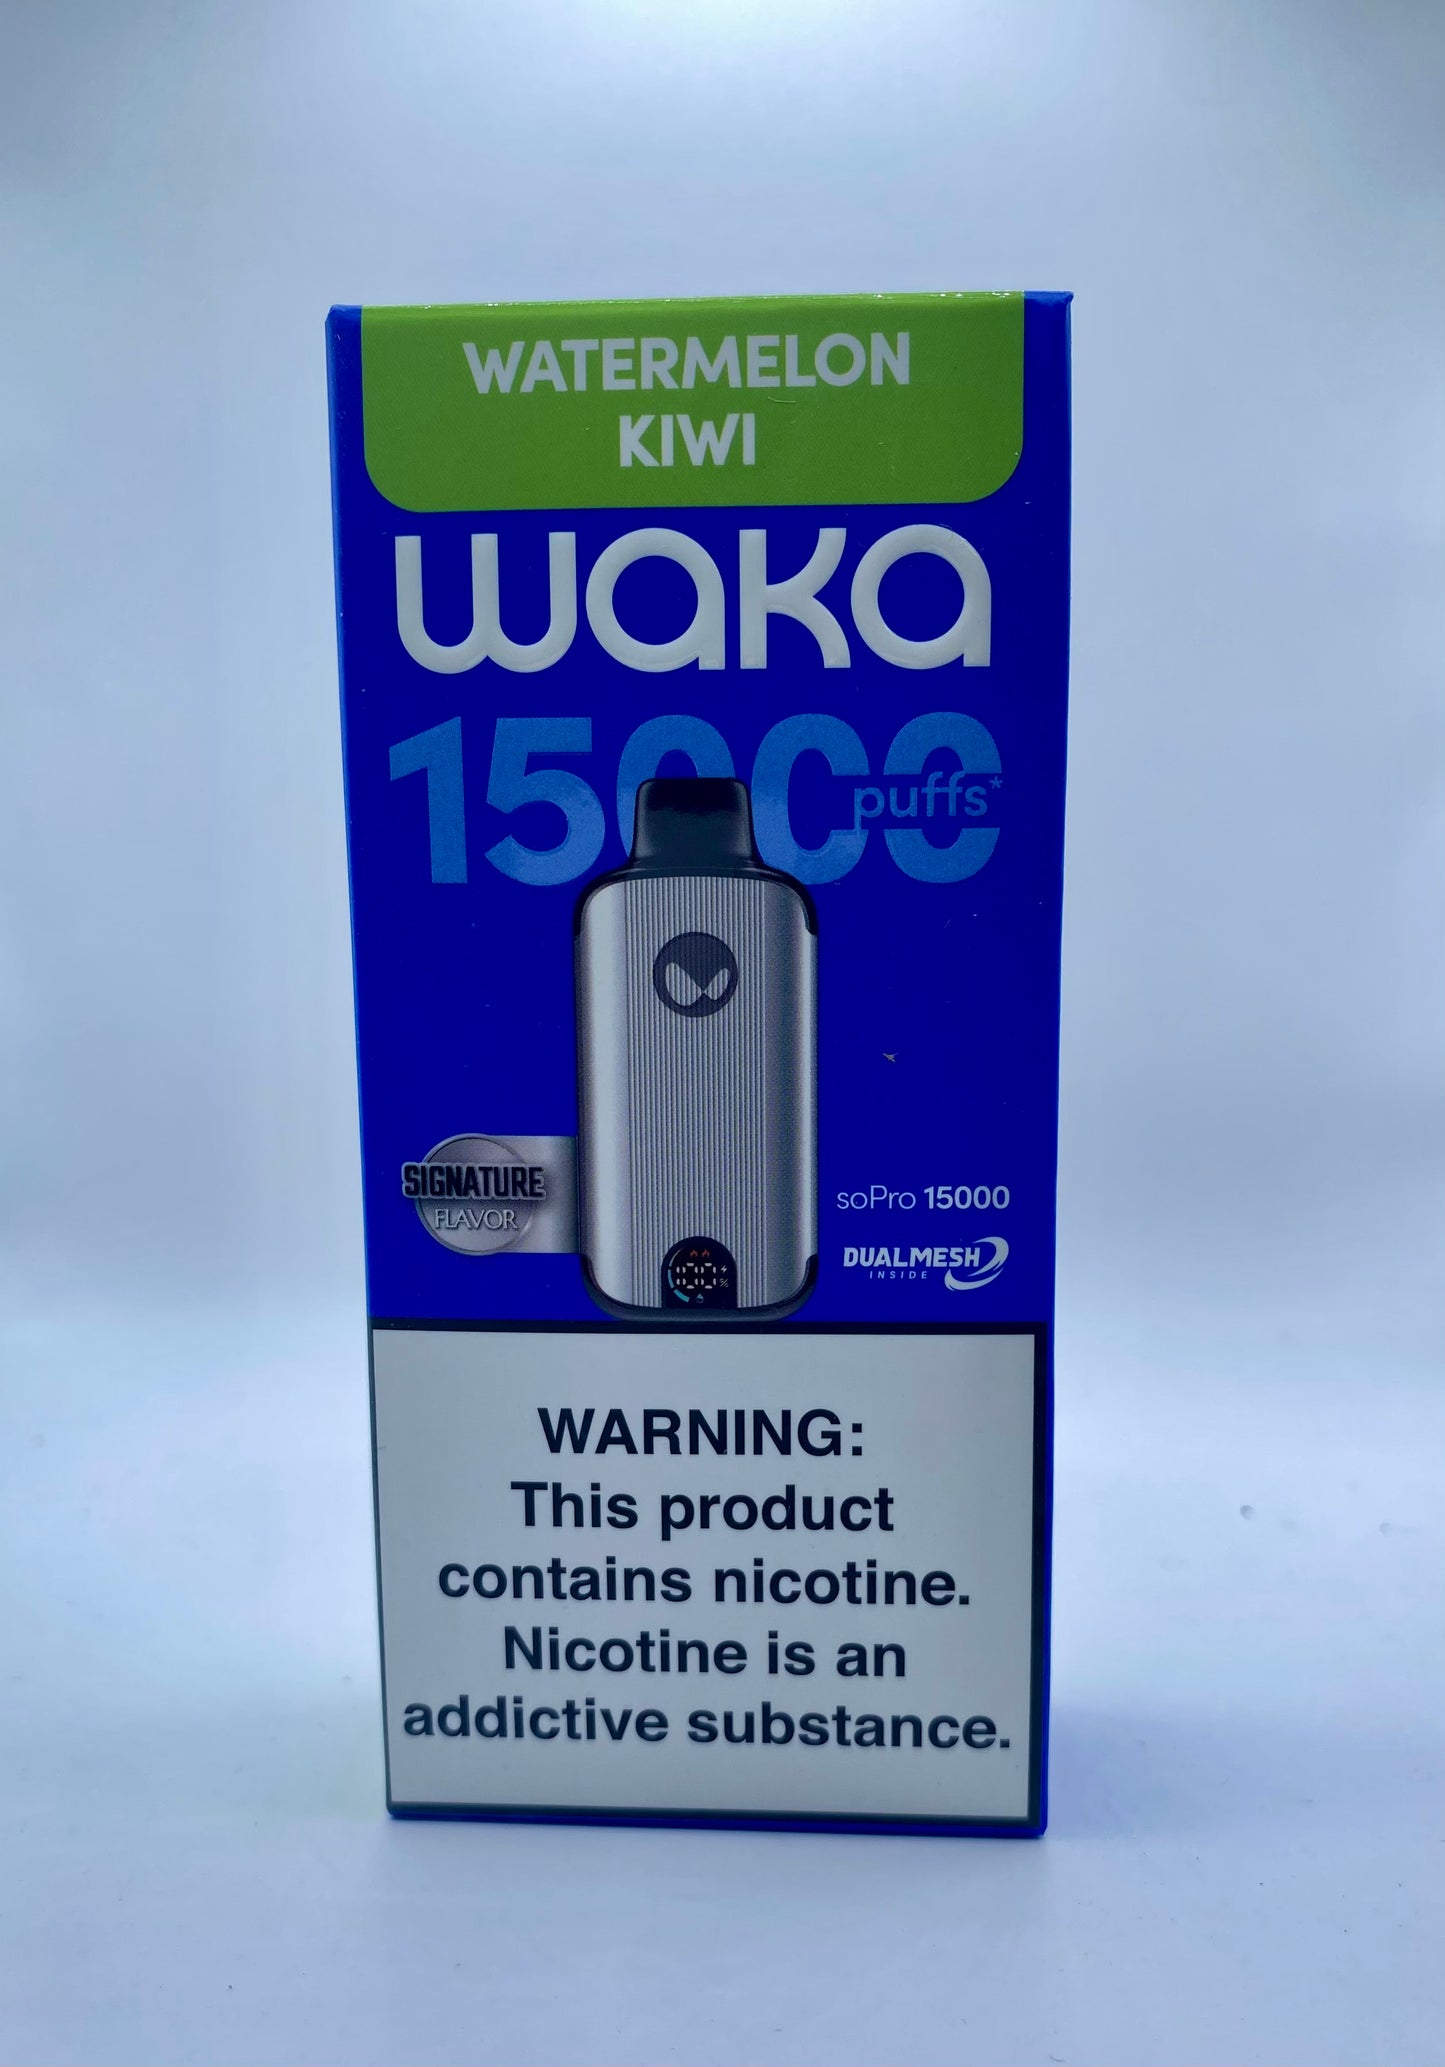 WATERMELON
KIWI
waka
15000
puffs*
SIGNATURE
FLAVOR
soPro 15000
DUALMESH
INSIDE
WARNING:
This product
contains nicotine.
Nicotine is an
addictive substance.